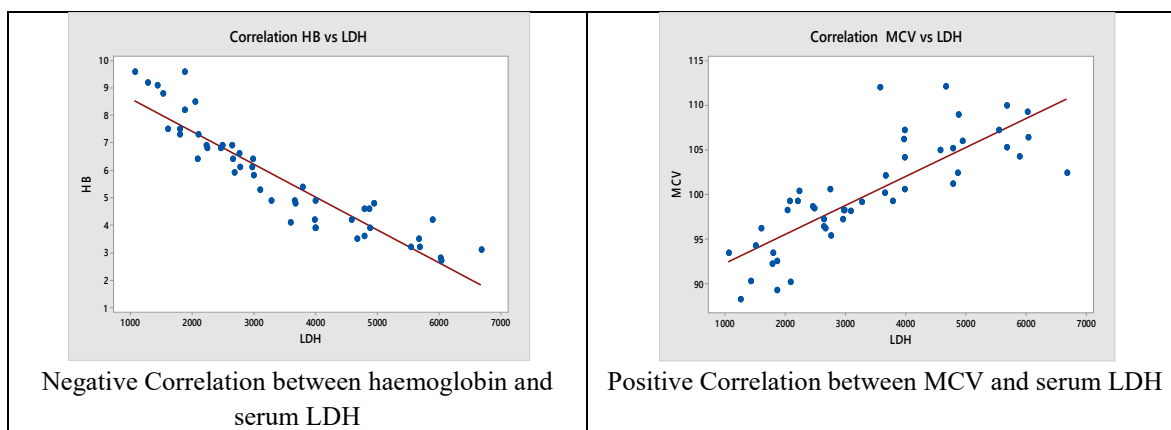 Correlation HB vs LDH
10
9
8
7
6
5
4
3
2
1
HB
1000 2000 3000 4000 5000 6000 7000
LDH
Negative Correlation between haemoglobin and
serum LDH
Correlation MCV vs LDH
115
110
105
100
95
90
MCV
1000 2000 3000 4000 5000 6000 7000
LDH
Positive Correlation between MCV and serum LDH